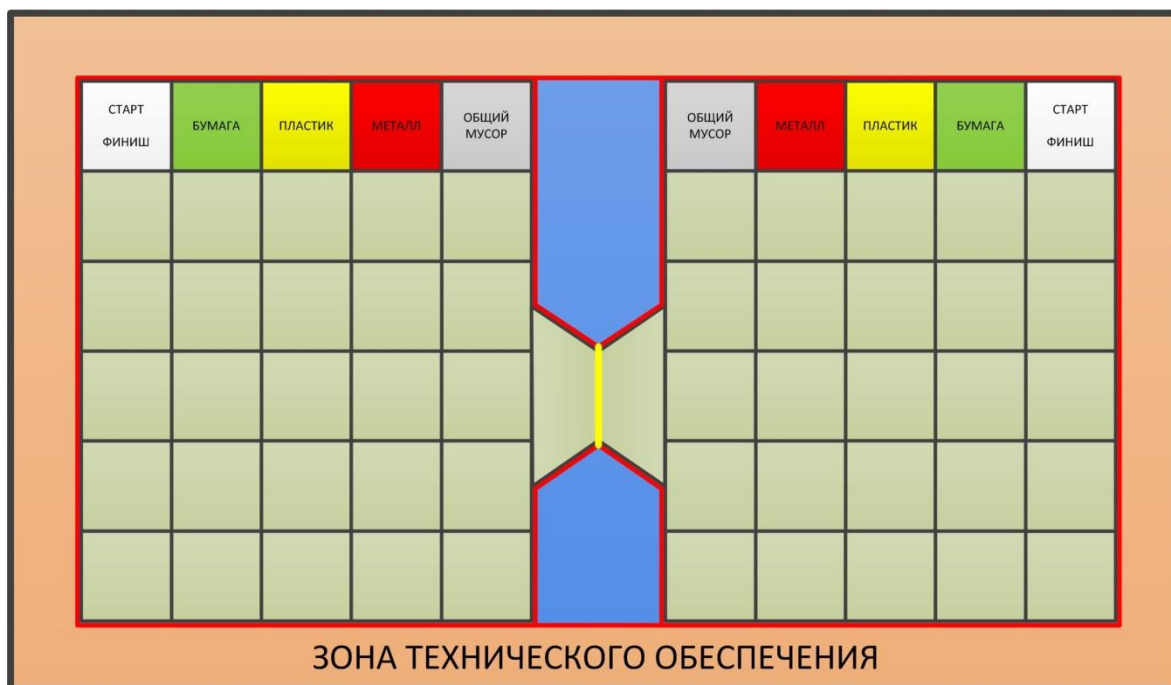 СТАРТ
ФИНИШ
БУМАГА
ПЛАСТИК
МЕТАЛЛ
ОБЩИЙ
МУСОР
ОБЩИЙ
МУСОР
МЕТАЛЛ
ПЛАСТИК
БУМАГА
СТАРТ
ФИНИШ
ЗОНА ТЕХНИЧЕСКОГО ОБЕСПЕЧЕНИЯ